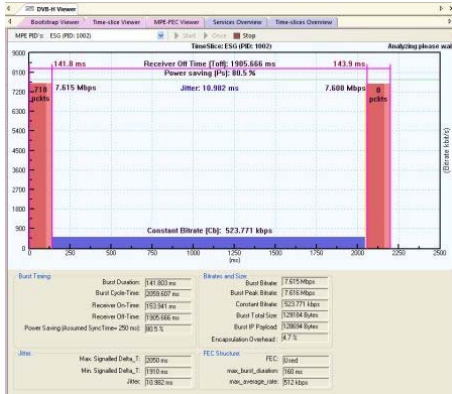 DVB-H Viewer
Bootstrap Viewer Time-slice Viewer MPE-FEC Viewer Services Overview Time-slices Overview
MPE PID's: ESG (PID: 1002) Start Once Stop
TimeSlice: ESG (PID: 1002) Analyzing please wai
9000
141.8 ms Receiver Off Time (Toff): 1905.666 ms 143.9 ms
8100 Power saving (Ps): 80.5 %
7200 718 pckts 7.615 Mbps Jitter: 10.982 ms 7.600 Mbps 0 pckts
6300
5400
4500
3600
2700
1800
900 Constant Bitrate (Cb): 523.771 kbps
0
0 250 500 750 1000 1250 1500 1750 2000 2250 2500
(ms)
(Bitrate kbit/s)
Burst Timing
Burst Duration: 141.803 ms
Burst Cycle-Time: 2059.607 ms
Receiver On-Time: 153.941 ms
Receiver Off-Time: 1905.666 ms
Power Saving(Assumed SyncTime= 250 ms): 80.5 %
Bitrates and Size
Burst Bitrate: 7.615 Mbps
Burst Peak Bitrate: 7.616 Mbps
Constant Bitrate: 523.771 kbps
Burst Total Size: Bytes
Burst IP Payload: 128694 Bytes
Encapsulation Overhead: 4.7 %
Jitter
Max. Signalled Delta_T: 2050 ms
Min. Signalled Delta_T: 1910 ms
Jitter: 10.982 ms
FEC Structure
FEC: Used
max_burst_duration: 160 ms
max_average_rate: 512 kbps